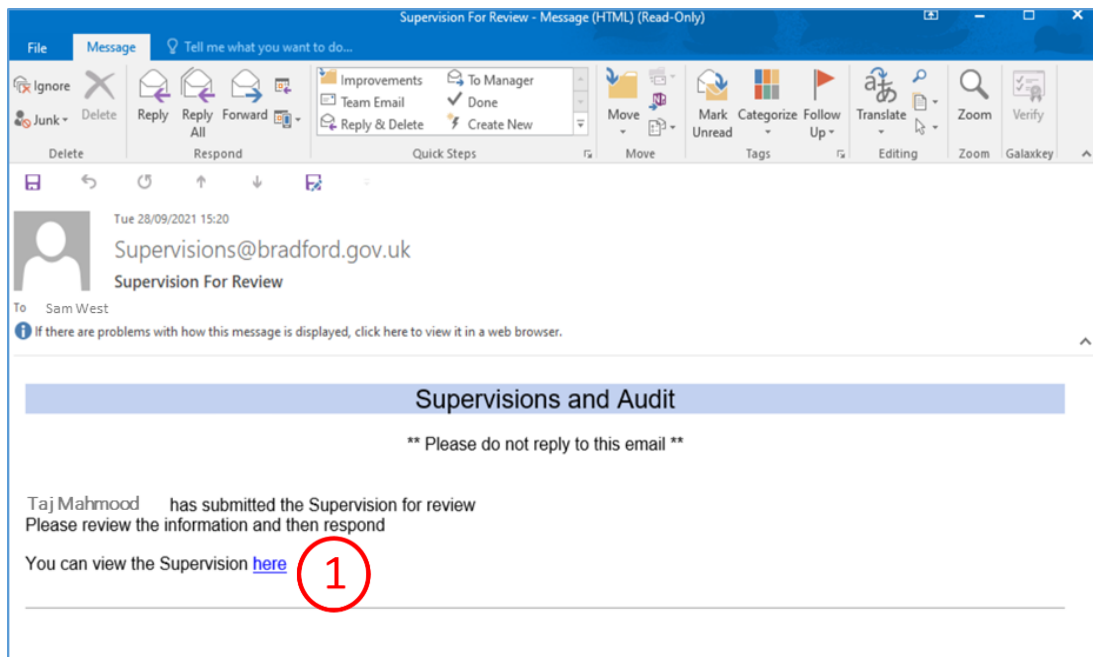 Supervision For Review - Message (HTML) (Read-Only)
File Message Tell me what you want to do...
Ignore
Junk
Delete
Reply
Reply All
Forward
Improvements
Team Email
Reply & Delete
To Manager
Done
Create New
Move
Mark Unread
Categorize
Follow Up
Translate
Zoom
Verify
Delete Respond Quick Steps Move Tags Editing Zoom Galaxkey
Tue 28/09/2021 15:20
Supervisions@bradford.gov.uk
Supervision For Review
To Sam West
If there are problems with how this message is displayed, click here to view it in a web browser.
Supervisions and Audit
** Please do not reply to this email **
Taj Mahmood has submitted the Supervision for review
Please review the information and then respond
You can view the Supervision here 1